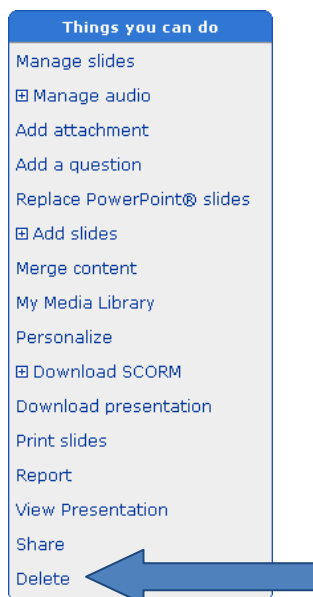 Things you can do
Manage slides
⊞ Manage audio
Add attachment
Add a question
Replace PowerPoint® slides
⊞ Add slides
Merge content
My Media Library
Personalize
⊞ Download SCORM
Download presentation
Print slides
Report
View Presentation
Share
Delete